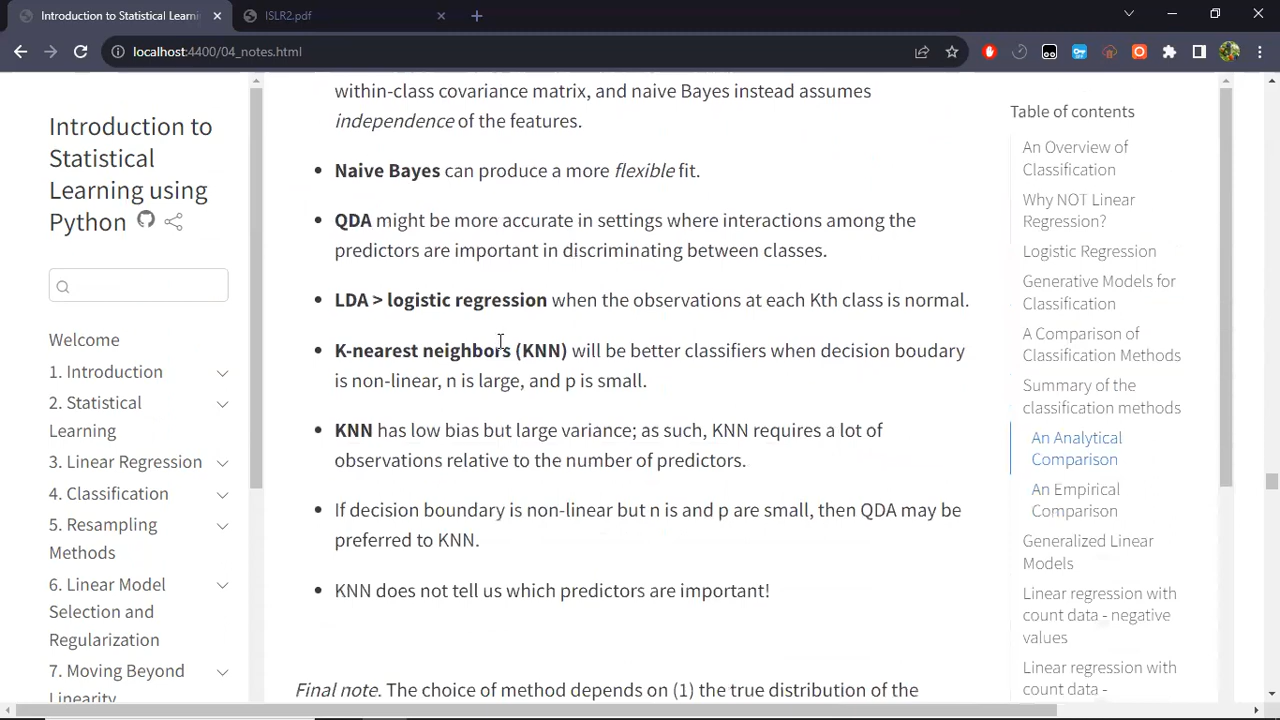 Introduction to Statistical Learni
ISLR2.pdf
localhost:4400/04_notes.html
Introduction to
Statistical
Learning using
Python
Welcome
1. Introduction
2. Statistical
Learning
3. Linear Regression
4. Classification
5. Resampling
Methods
6. Linear Model
Selection and
Regularization
7. Moving Beyond
Linearity
within-class covariance matrix, and naive Bayes instead assumes
independence of the features.
• Naive Bayes can produce a more flexible fit.
• QDA might be more accurate in settings where interactions among the
predictors are important in discriminating between classes.
• LDA > logistic regression when the observations at each Kth class is normal.
• K-nearest neighbors (KNN) will be better classifiers when decision boudary
is non-linear, n is large, and p is small.
• KNN has low bias but large variance; as such, KNN requires a lot of
observations relative to the number of predictors.
• If decision boundary is non-linear but n is and p are small, then QDA may be
preferred to KNN.
• KNN does not tell us which predictors are important!
Final note. The choice of method depends on (1) the true distribution of the
Table of contents
An Overview of
Classification
Why NOT Linear
Regression?
Logistic Regression
Generative Models for
Classification
A Comparison of
Classification Methods
Summary of the
classification methods
An Analytical
Comparison
An Empirical
Comparison
Generalized Linear
Models
Linear regression with
count data - negative
values
Linear regression with
count data -